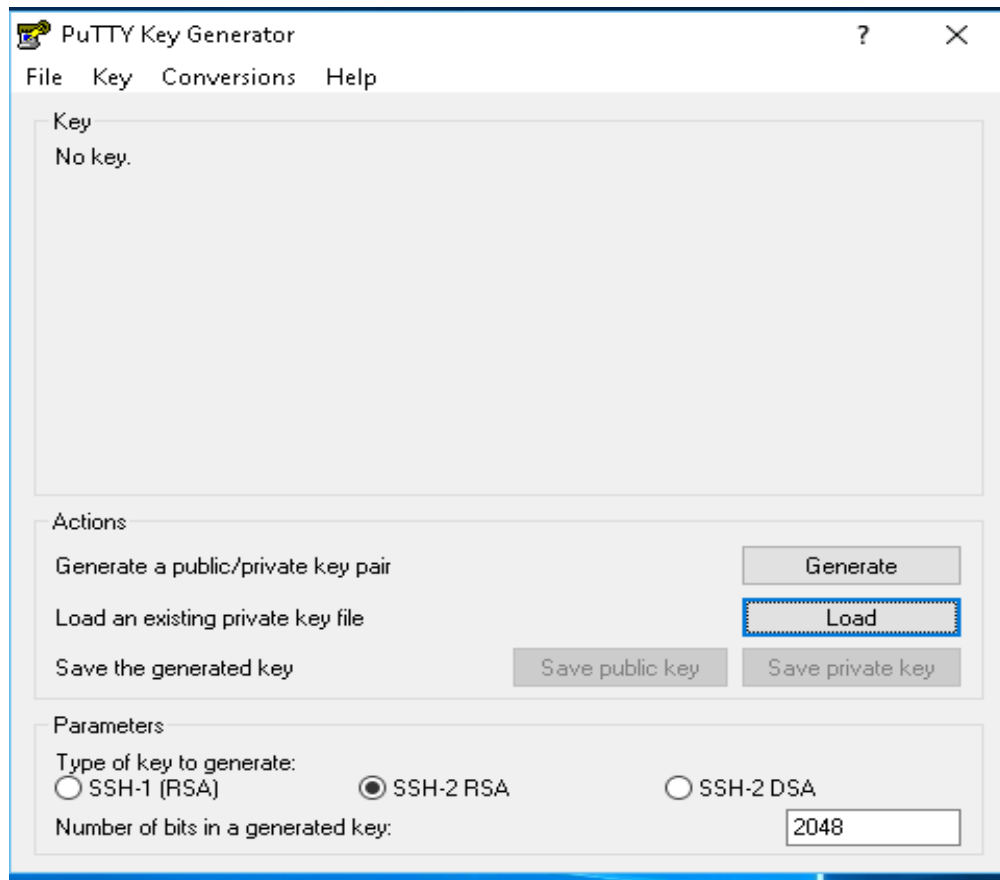 PuTTY Key Generator ?
File Key Conversions Help
Key
No key.
Actions
Generate a public/private key pair Generate
Load an existing private key file Load
Save the generated key Save public key Save private key
Parameters
Type of key to generate:
SSH-1 (RSA) SSH-2 RSA SSH-2 DSA
Number of bits in a generated key: 2048